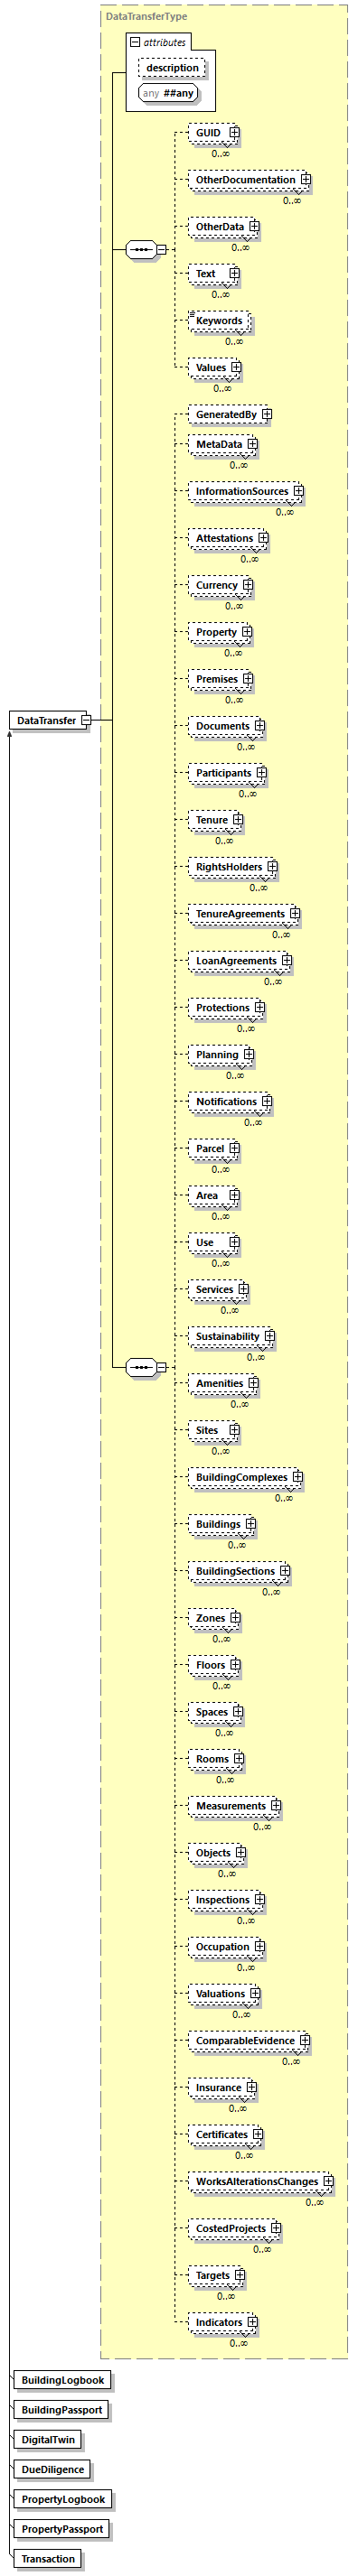 DataTransferType
attributes
description
any ##any
GUID
0..∞
OtherDocumentation
0..∞
OtherData
0..∞
Text
0..∞
Keywords
0..∞
Values
0..∞
GeneratedBy
MetaData
0..∞
InformationSources
0..∞
Attestations
0..∞
Currency
0..∞
Property
0..∞
Premises
0..∞
DataTransfer
Documents
0..∞
Participants
0..∞
Tenure
0..∞
RightsHolders
0..∞
TenureAgreements
0..∞
LoanAgreements
0..∞
Protections
0..∞
Planning
0..∞
Notifications
0..∞
Parcel
0..∞
Area
0..∞
Use
0..∞
Services
0..∞
Sustainability
0..∞
Amenities
0..∞
Sites
0..∞
BuildingComplexes
0..∞
Buildings
0..∞
BuildingSections
0..∞
Zones
0..∞
Floors
0..∞
Spaces
0..∞
Rooms
0..∞
Measurements
0..∞
Objects
0..∞
Inspections
0..∞
Occupation
0..∞
Valuations
0..∞
ComparableEvidence
0..∞
Insurance
0..∞
Certificates
0..∞
WorksAlterationsChanges
0..∞
CostedProjects
0..∞
Targets
0..∞
Indicators
0..∞
BuildingLogbook
BuildingPassport
DigitalTwin
DueDiligence
PropertyLogbook
PropertyPassport
Transaction